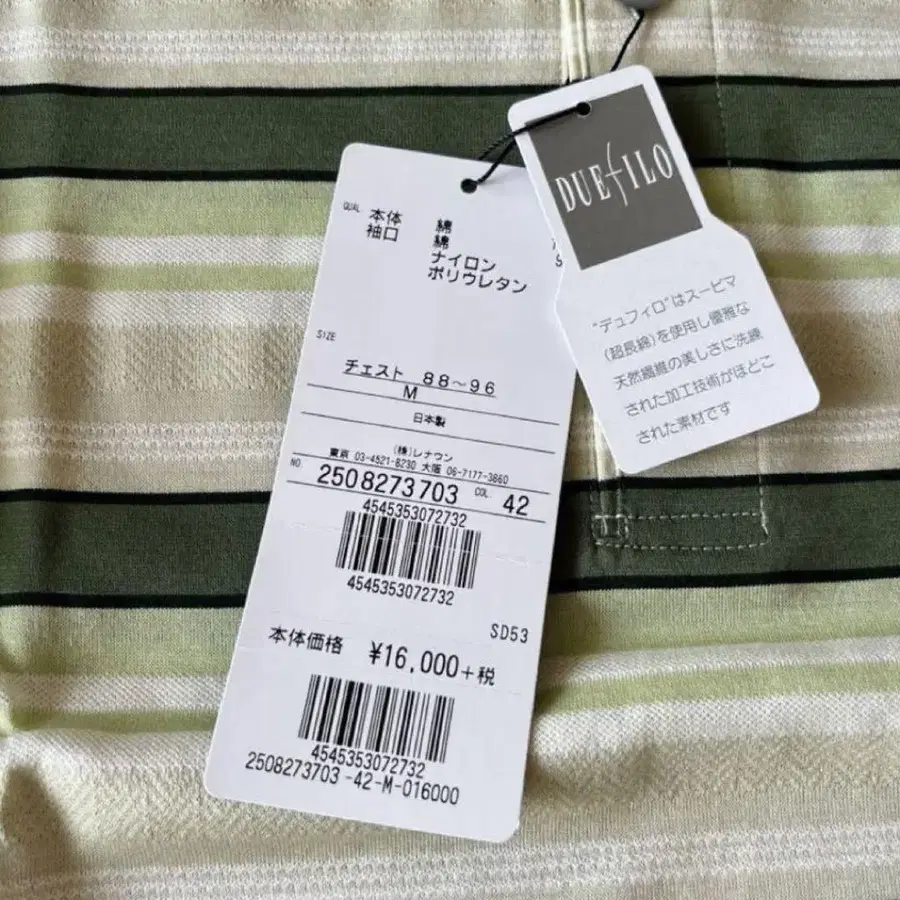 QUAL
本体 綿
袖口 綿
ナイロン
ポリウレタン
SIZE
チェスト 88〜96
M
日本製
(株)レナウン
東京 03-4521-8230 大阪 06-7177-3860
NO. 2508273703 COL. 42
4545353072732
4545353072732
SD53
本体価格 ¥16,000+税
4545353072732
2508273703-42-M-016000
DUEfILO
"デュフィロ"はスーピマ
(超長綿)を使用し優雅な
天然繊維の美しさに洗練
された加工技術がほどこ
された素材です